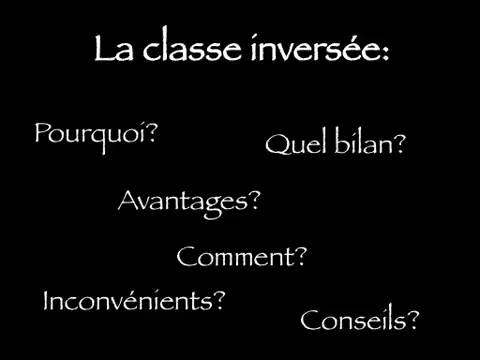 La classe inversée:
Pourquoi?
Quel bilan?
Avantages?
Comment?
Inconvénients?
Conseils?